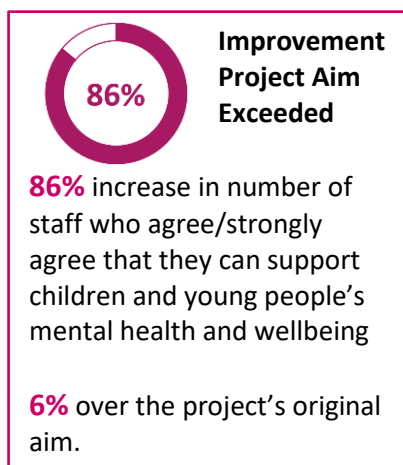 86%
Improvement
Project Aim
Exceeded
86% increase in number of
staff who agree/strongly
agree that they can support
children and young people’s
mental health and wellbeing
6% over the project’s original
aim.